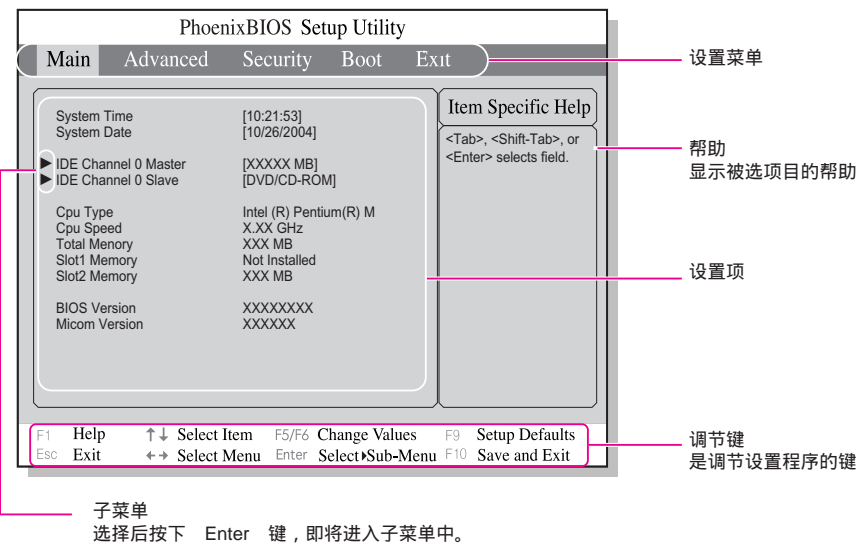 PhoenixBIOS Setup Utility
Main Advanced Security Boot Exit
设置菜单
System Time [10:21:53]
System Date [10/26/2004]
IDE Channel 0 Master [XXXXX MB]
IDE Channel 0 Slave [DVD/CD-ROM]
Cpu Type Intel (R) Pentium(R) M
Cpu Speed X.XX GHz
Total Menory XXX MB
Slot1 Memory Not Installed
Slot2 Memory XXX MB
BIOS Version XXXXXXXX
Micom Version XXXXXX
Item Specific Help
<Tab>, <Shift-Tab>, or
<Enter> selects field.
帮助
显示被选项目的帮助
设置项
F1 Help ↑↓ Select Item F5/F6 Change Values F9 Setup Defaults
Esc Exit ←→ Select Menu Enter Select▶Sub-Menu F10 Save and Exit
调节键
是调节设置程序的键
子菜单
选择后按下 Enter 键，即将进入子菜单中。